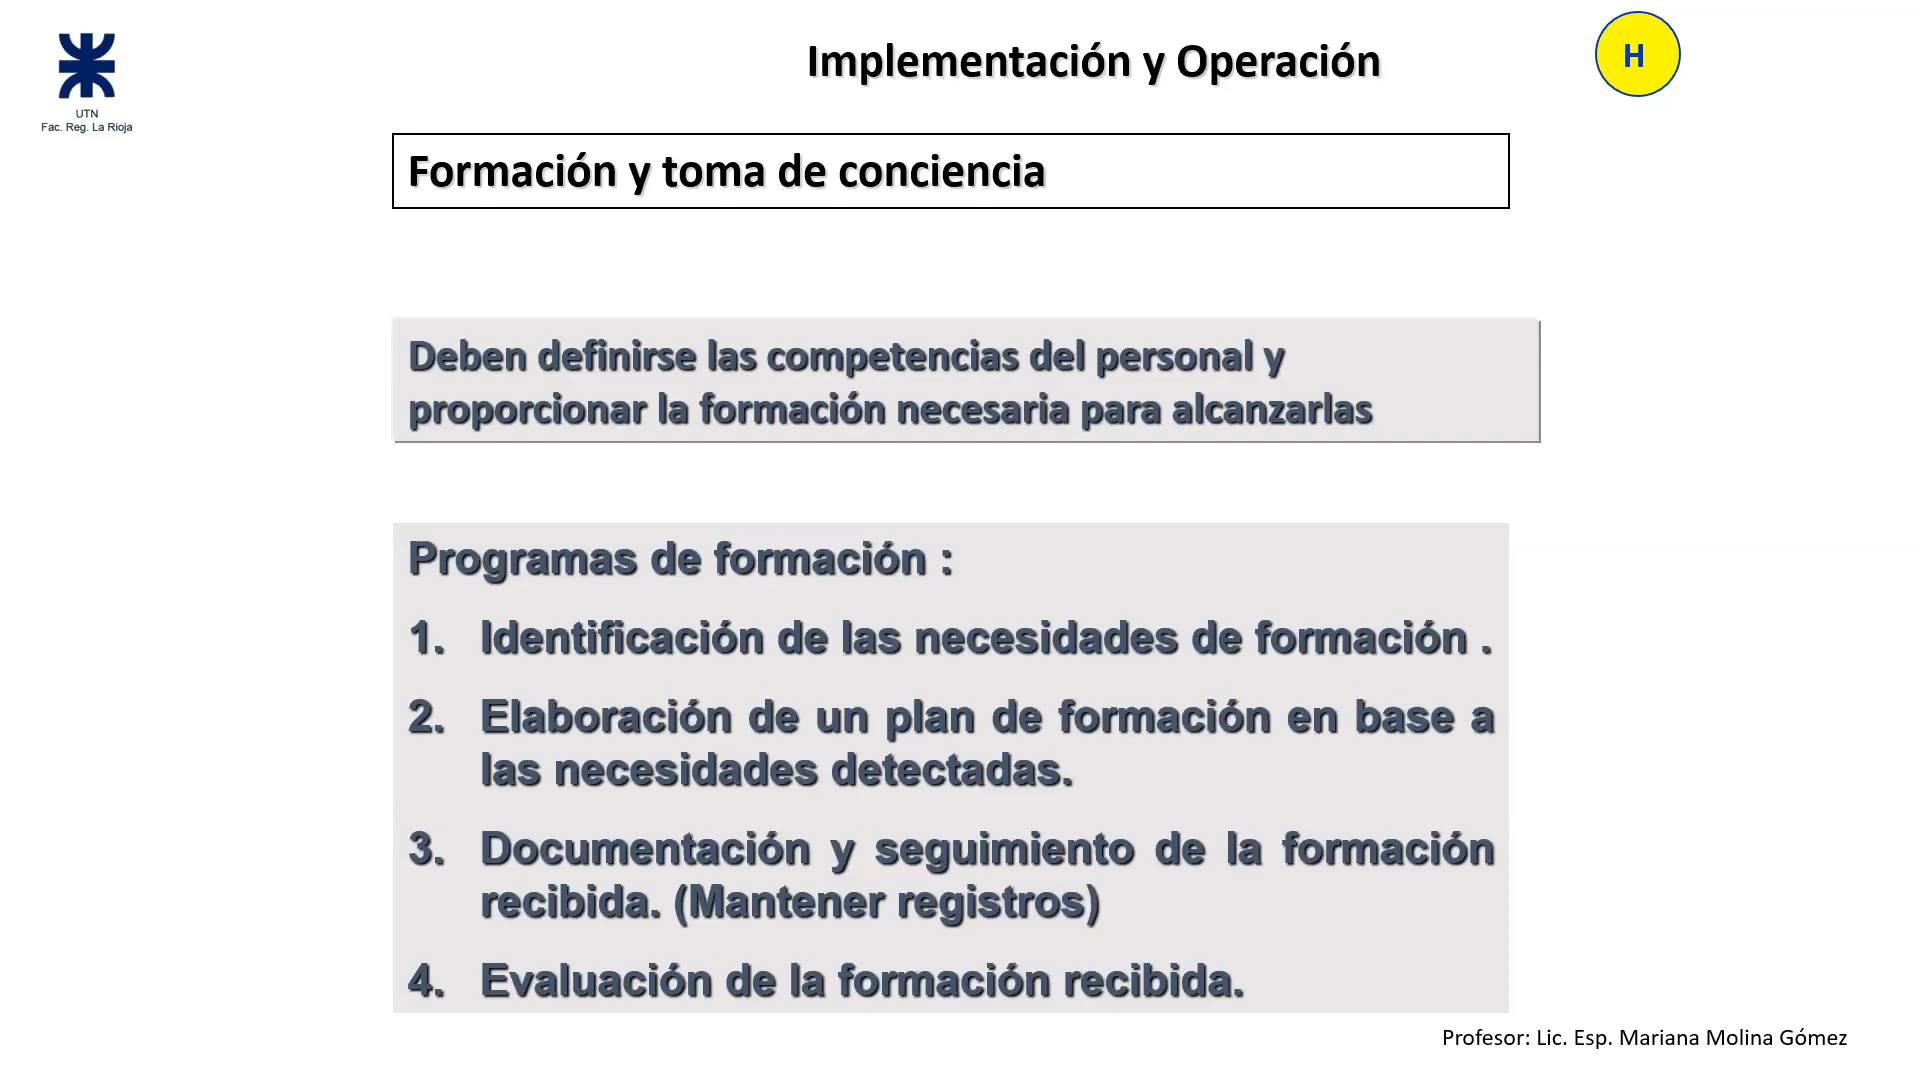 UTN
Fac. Reg. La Rioja
Implementación y Operación
H
Formación y toma de conciencia
Deben definirse las competencias del personal y
proporcionar la formación necesaria para alcanzarlas
Programas de formación :
1. Identificación de las necesidades de formación .
2. Elaboración de un plan de formación en base a
las necesidades detectadas.
3. Documentación y seguimiento de la formación
recibida. (Mantener registros)
4. Evaluación de la formación recibida.
Profesor: Lic. Esp. Mariana Molina Gómez